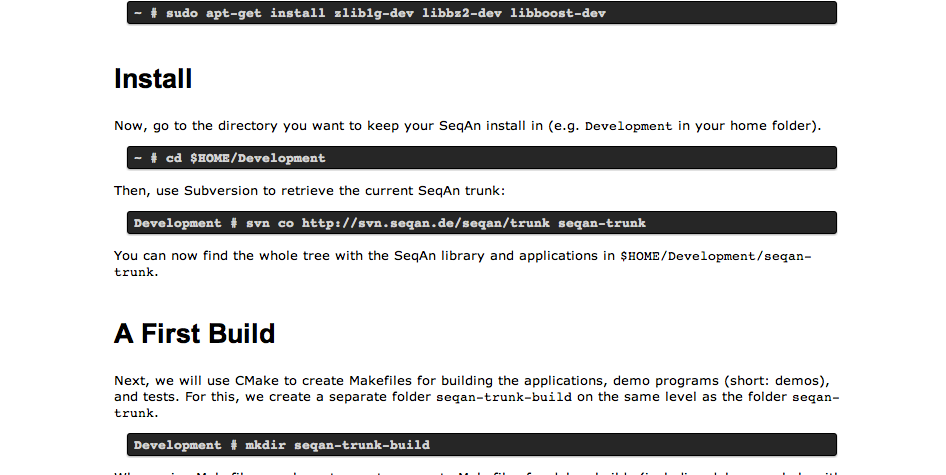 ~ # sudo apt-get install zlib1g-dev libbz2-dev libboost-dev
Install
Now, go to the directory you want to keep your SeqAn install in (e.g. Development in your home folder).
~ # cd $HOME/Development
Then, use Subversion to retrieve the current SeqAn trunk:
Development # svn co http://svn.seqan.de/seqan/trunk seqan-trunk
You can now find the whole tree with the SeqAn library and applications in $HOME/Development/seqan-
trunk.
A First Build
Next, we will use CMake to create Makefiles for building the applications, demo programs (short: demos),
and tests. For this, we create a separate folder seqan-trunk-build on the same level as the folder seqan-
trunk.
Development # mkdir seqan-trunk-build